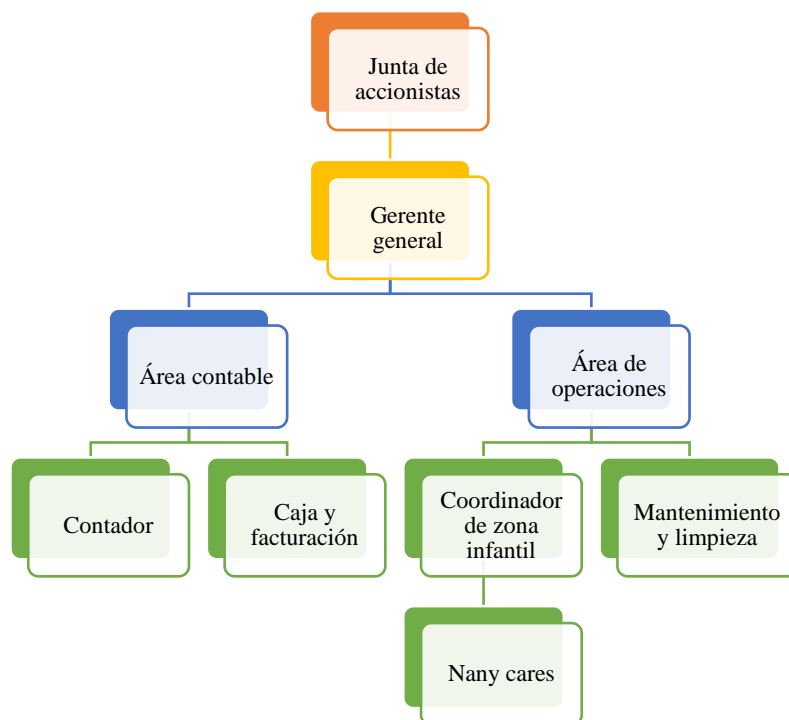 Junta de
accionistas
Gerente
general
Área contable
Área de
operaciones
Contador
Caja y
facturación
Coordinador
de zona
infantil
Mantenimiento
y limpieza
Nany cares